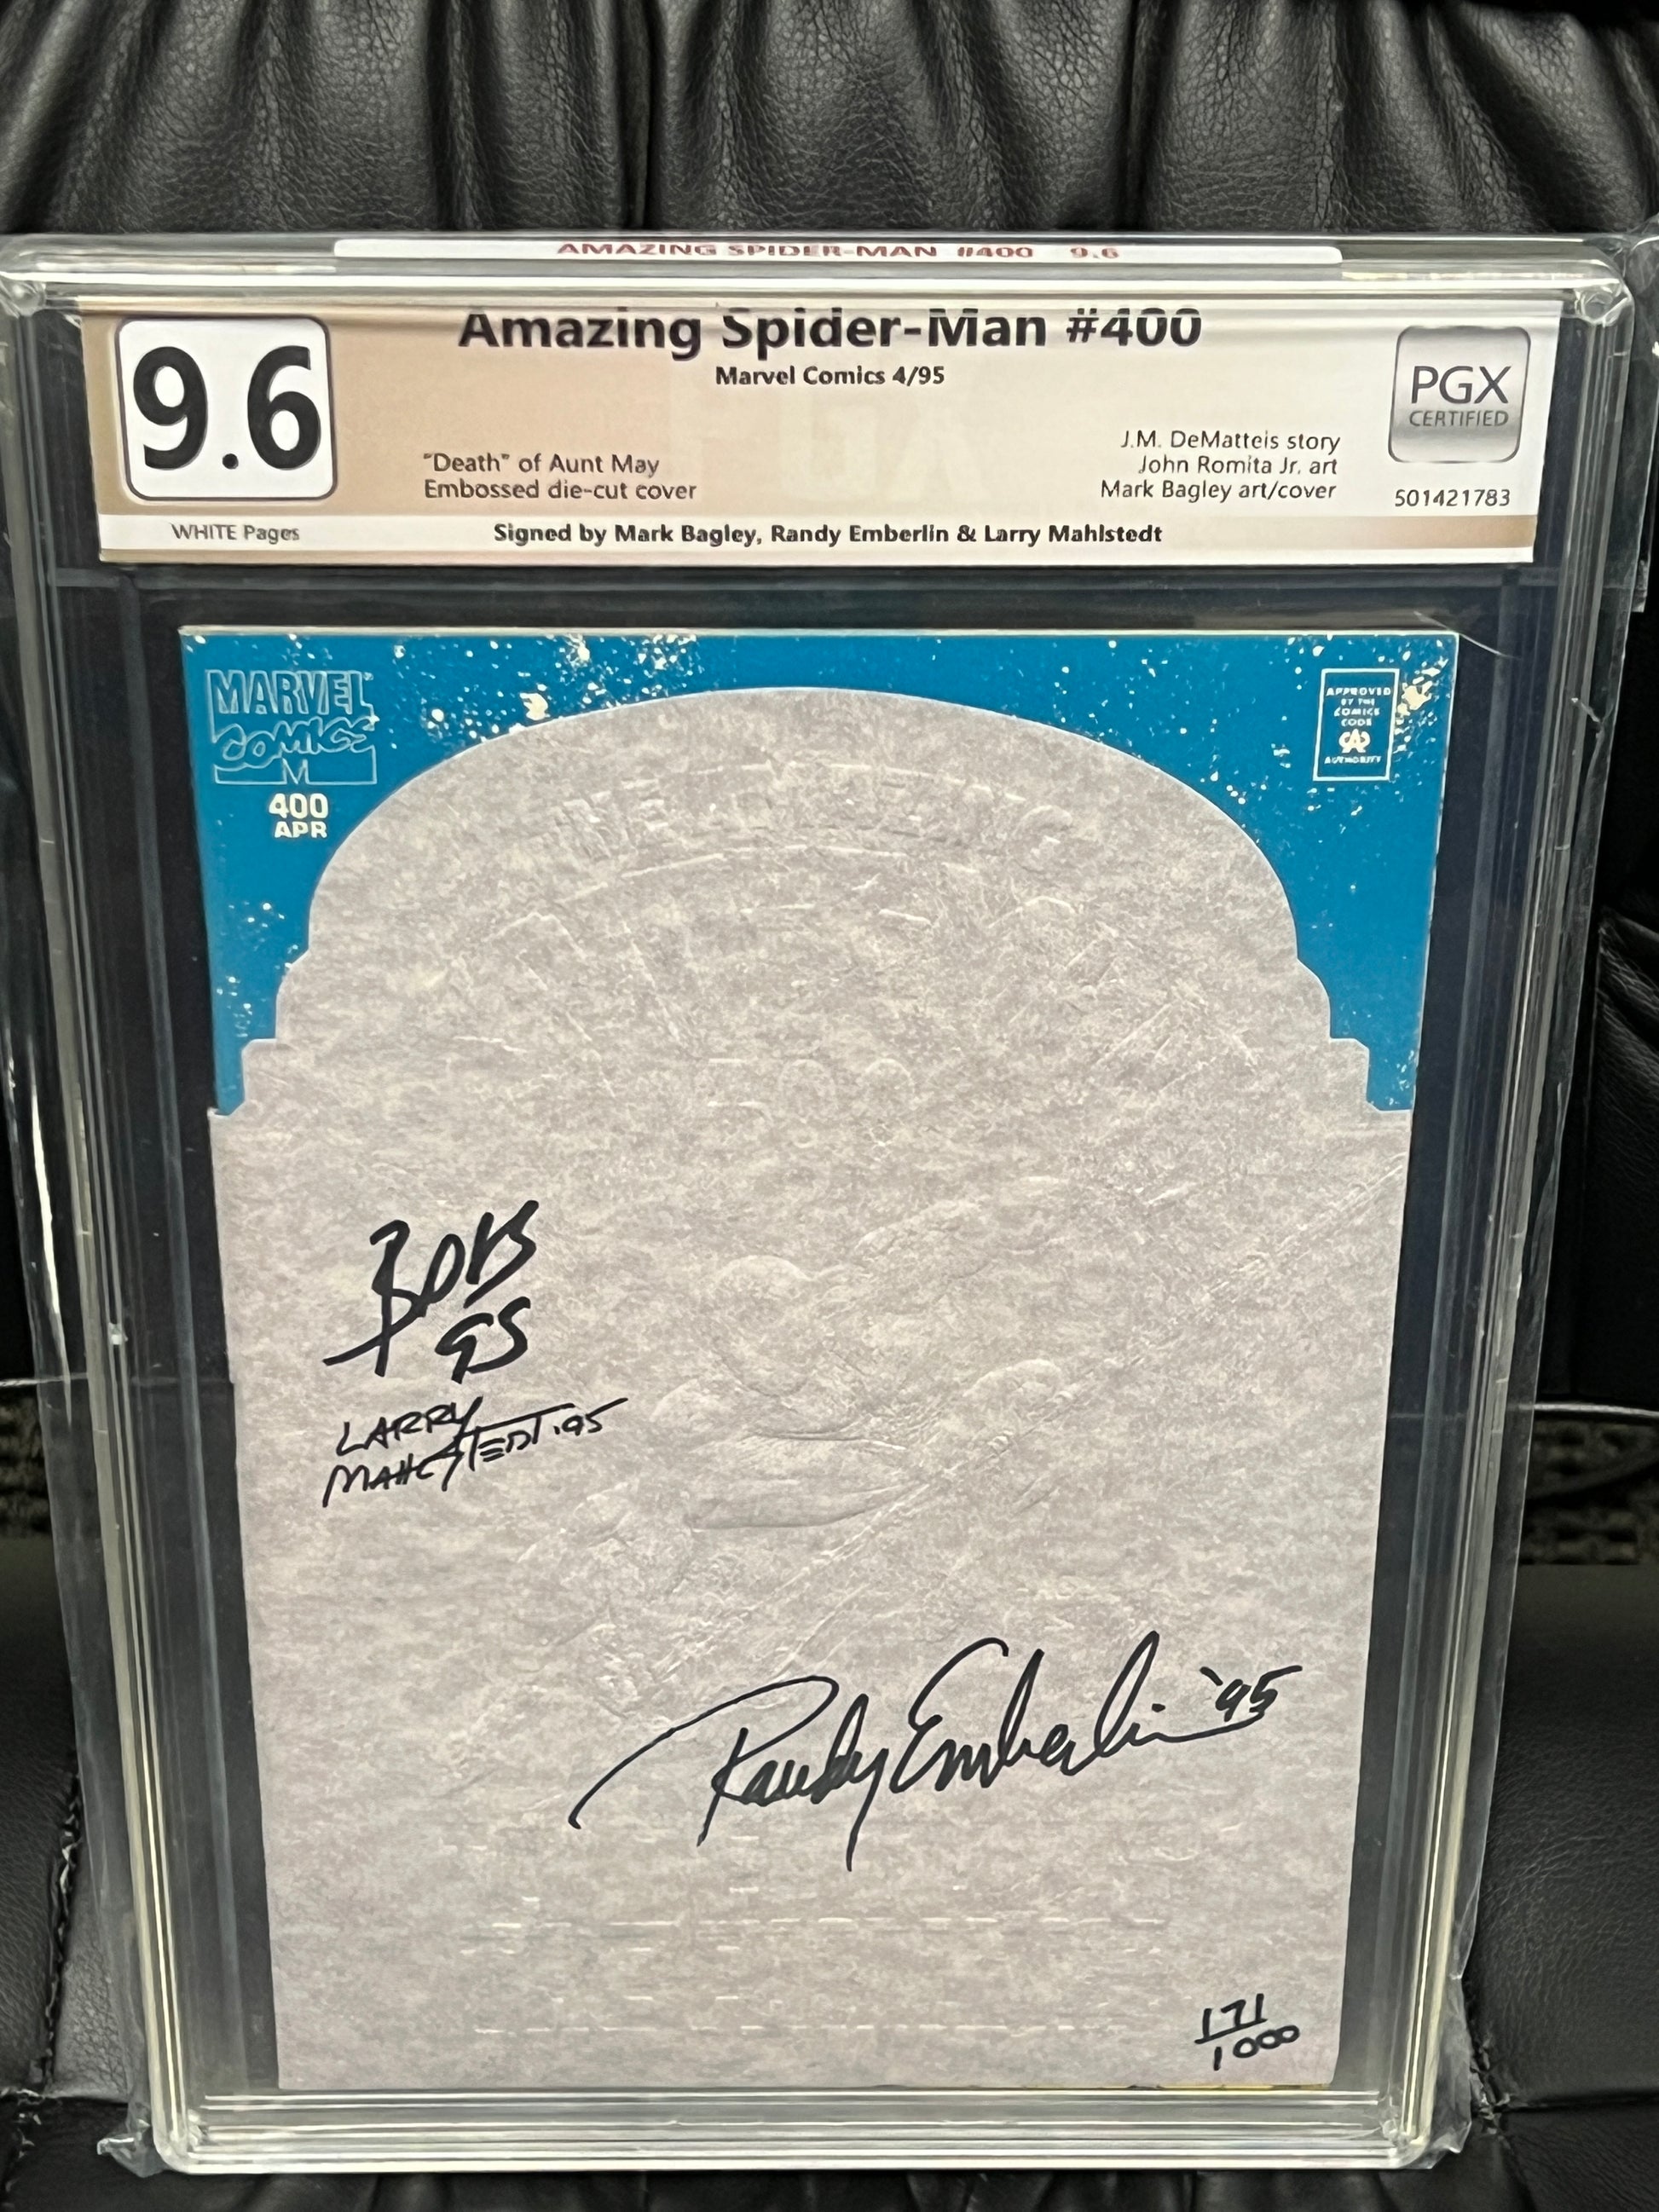 AMAZING SPIDER-MAN #400 9.6
9.6
Amazing Spider-Man #400
Marvel Comics 4/95
"Death" of Aunt May
Embossed die-cut cover
J.M. DeMatteis story
John Romita Jr. art
Mark Bagley art/cover
PGX
CERTIFIED
501421783
WHITE Pages
Signed by Mark Bagley, Randy Emberlin & Larry Mahlstedt
MARVEL
COMICS
M
400
APR
APPROVED
BY THE
COMICS
CODE
CA
AUTHORITY
95
LARRY
MAHLSTEDT '95
Randy Emberlin '95
171
1000